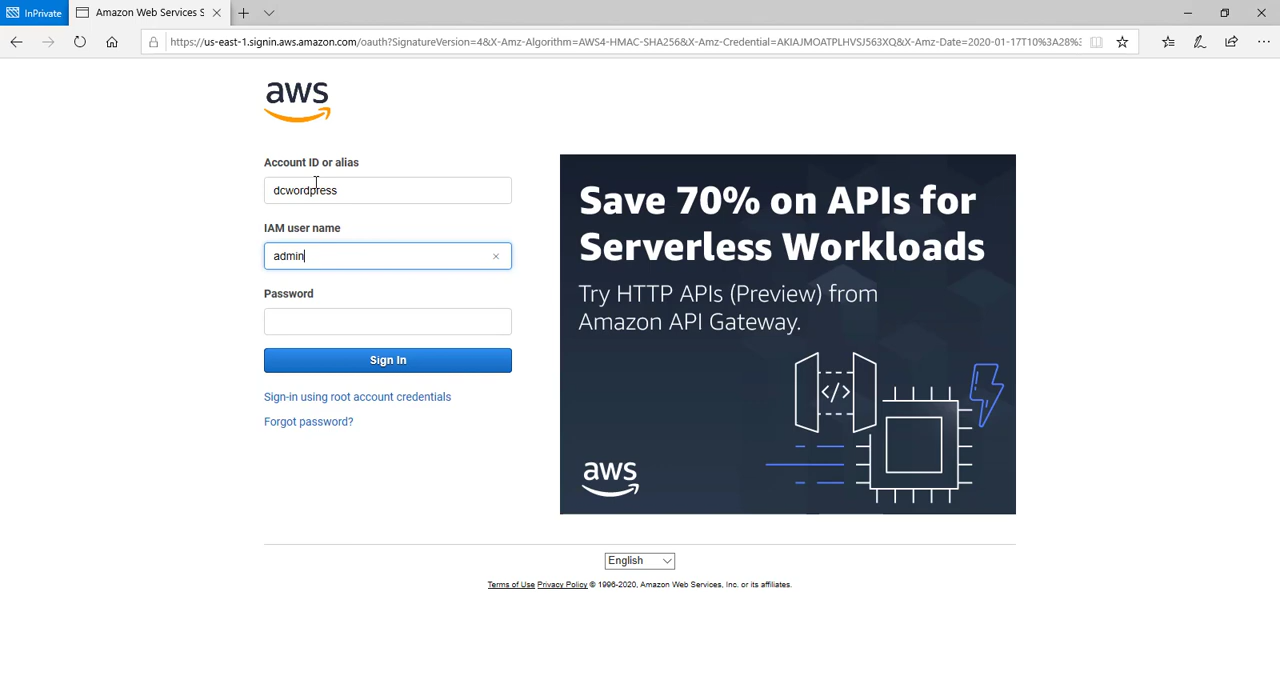 InPrivate
Amazon Web Services S
https://us-east-1.signin.aws.amazon.com/oauth?SignatureVersion=4&X-Amz-Algorithm=AWS4-HMAC-SHA256&X-Amz-Credential=AKIAJMOATPLHVSJ563XQ&X-Amz-Date=2020-01-17T10%3A28%3
aws
Account ID or alias
dcwordpress
IAM user name
admin
Password
Sign In
Sign-in using root account credentials
Forgot password?
Save 70% on APIs for
Serverless Workloads
Try HTTP APIs (Preview) from
Amazon API Gateway.
</>
aws
English
Terms of Use Privacy Policy © 1996-2020, Amazon Web Services, Inc. or its affiliates.